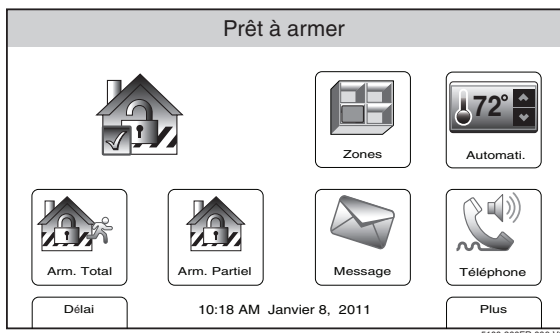 Prêt à armer
72°
Zones
Automati.
Arm. Total
Arm. Partiel
Message
Téléphone
Délai
10:18 AM Janvier 8, 2011
Plus